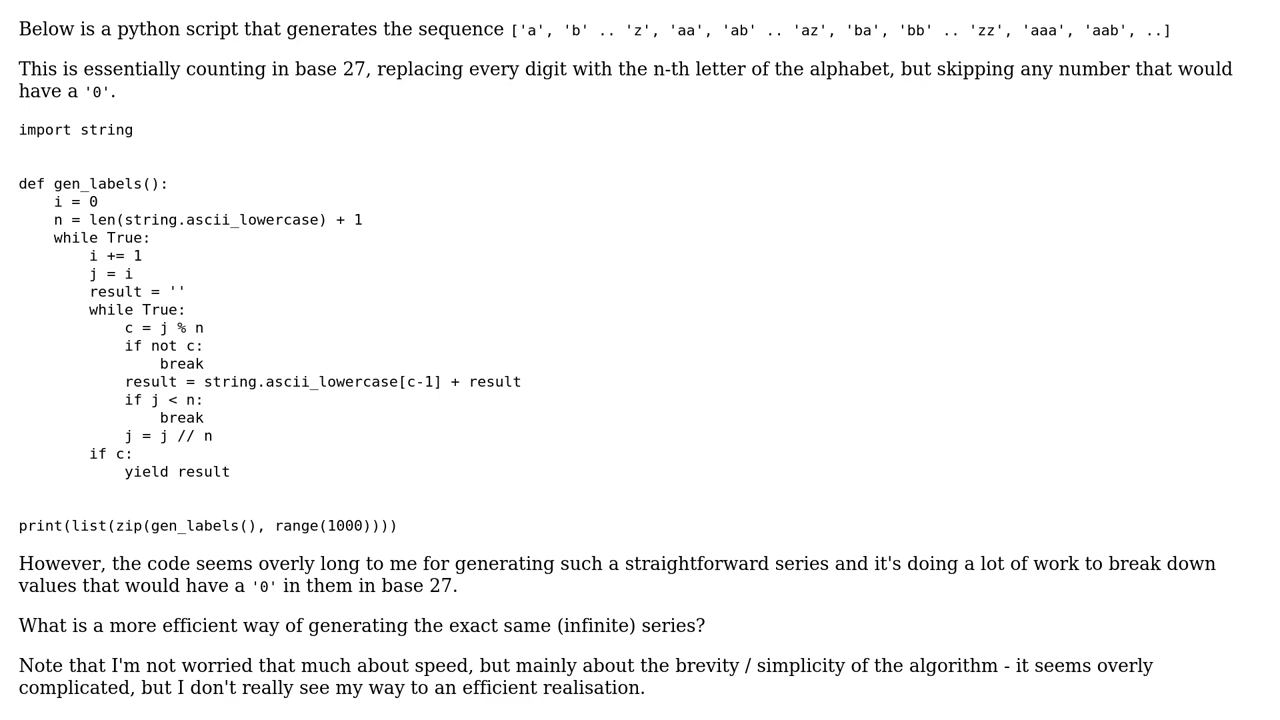 Below is a python script that generates the sequence ['a', 'b' .. 'z', 'aa', 'ab' .. 'az', 'ba', 'bb' .. 'zz', 'aaa', 'aab', ..]
This is essentially counting in base 27, replacing every digit with the n-th letter of the alphabet, but skipping any number that would
have a '0'.
import string
def gen_labels():
    i = 0
    n = len(string.ascii_lowercase) + 1
    while True:
        i += 1
        j = i
        result = ''
        while True:
            c = j % n
            if not c:
                break
            result = string.ascii_lowercase[c-1] + result
            if j < n:
                break
            j = j // n
        if c:
            yield result
print(list(zip(gen_labels(), range(1000))))
However, the code seems overly long to me for generating such a straightforward series and it's doing a lot of work to break down
values that would have a '0' in them in base 27.
What is a more efficient way of generating the exact same (infinite) series?
Note that I'm not worried that much about speed, but mainly about the brevity / simplicity of the algorithm - it seems overly
complicated, but I don't really see my way to an efficient realisation.